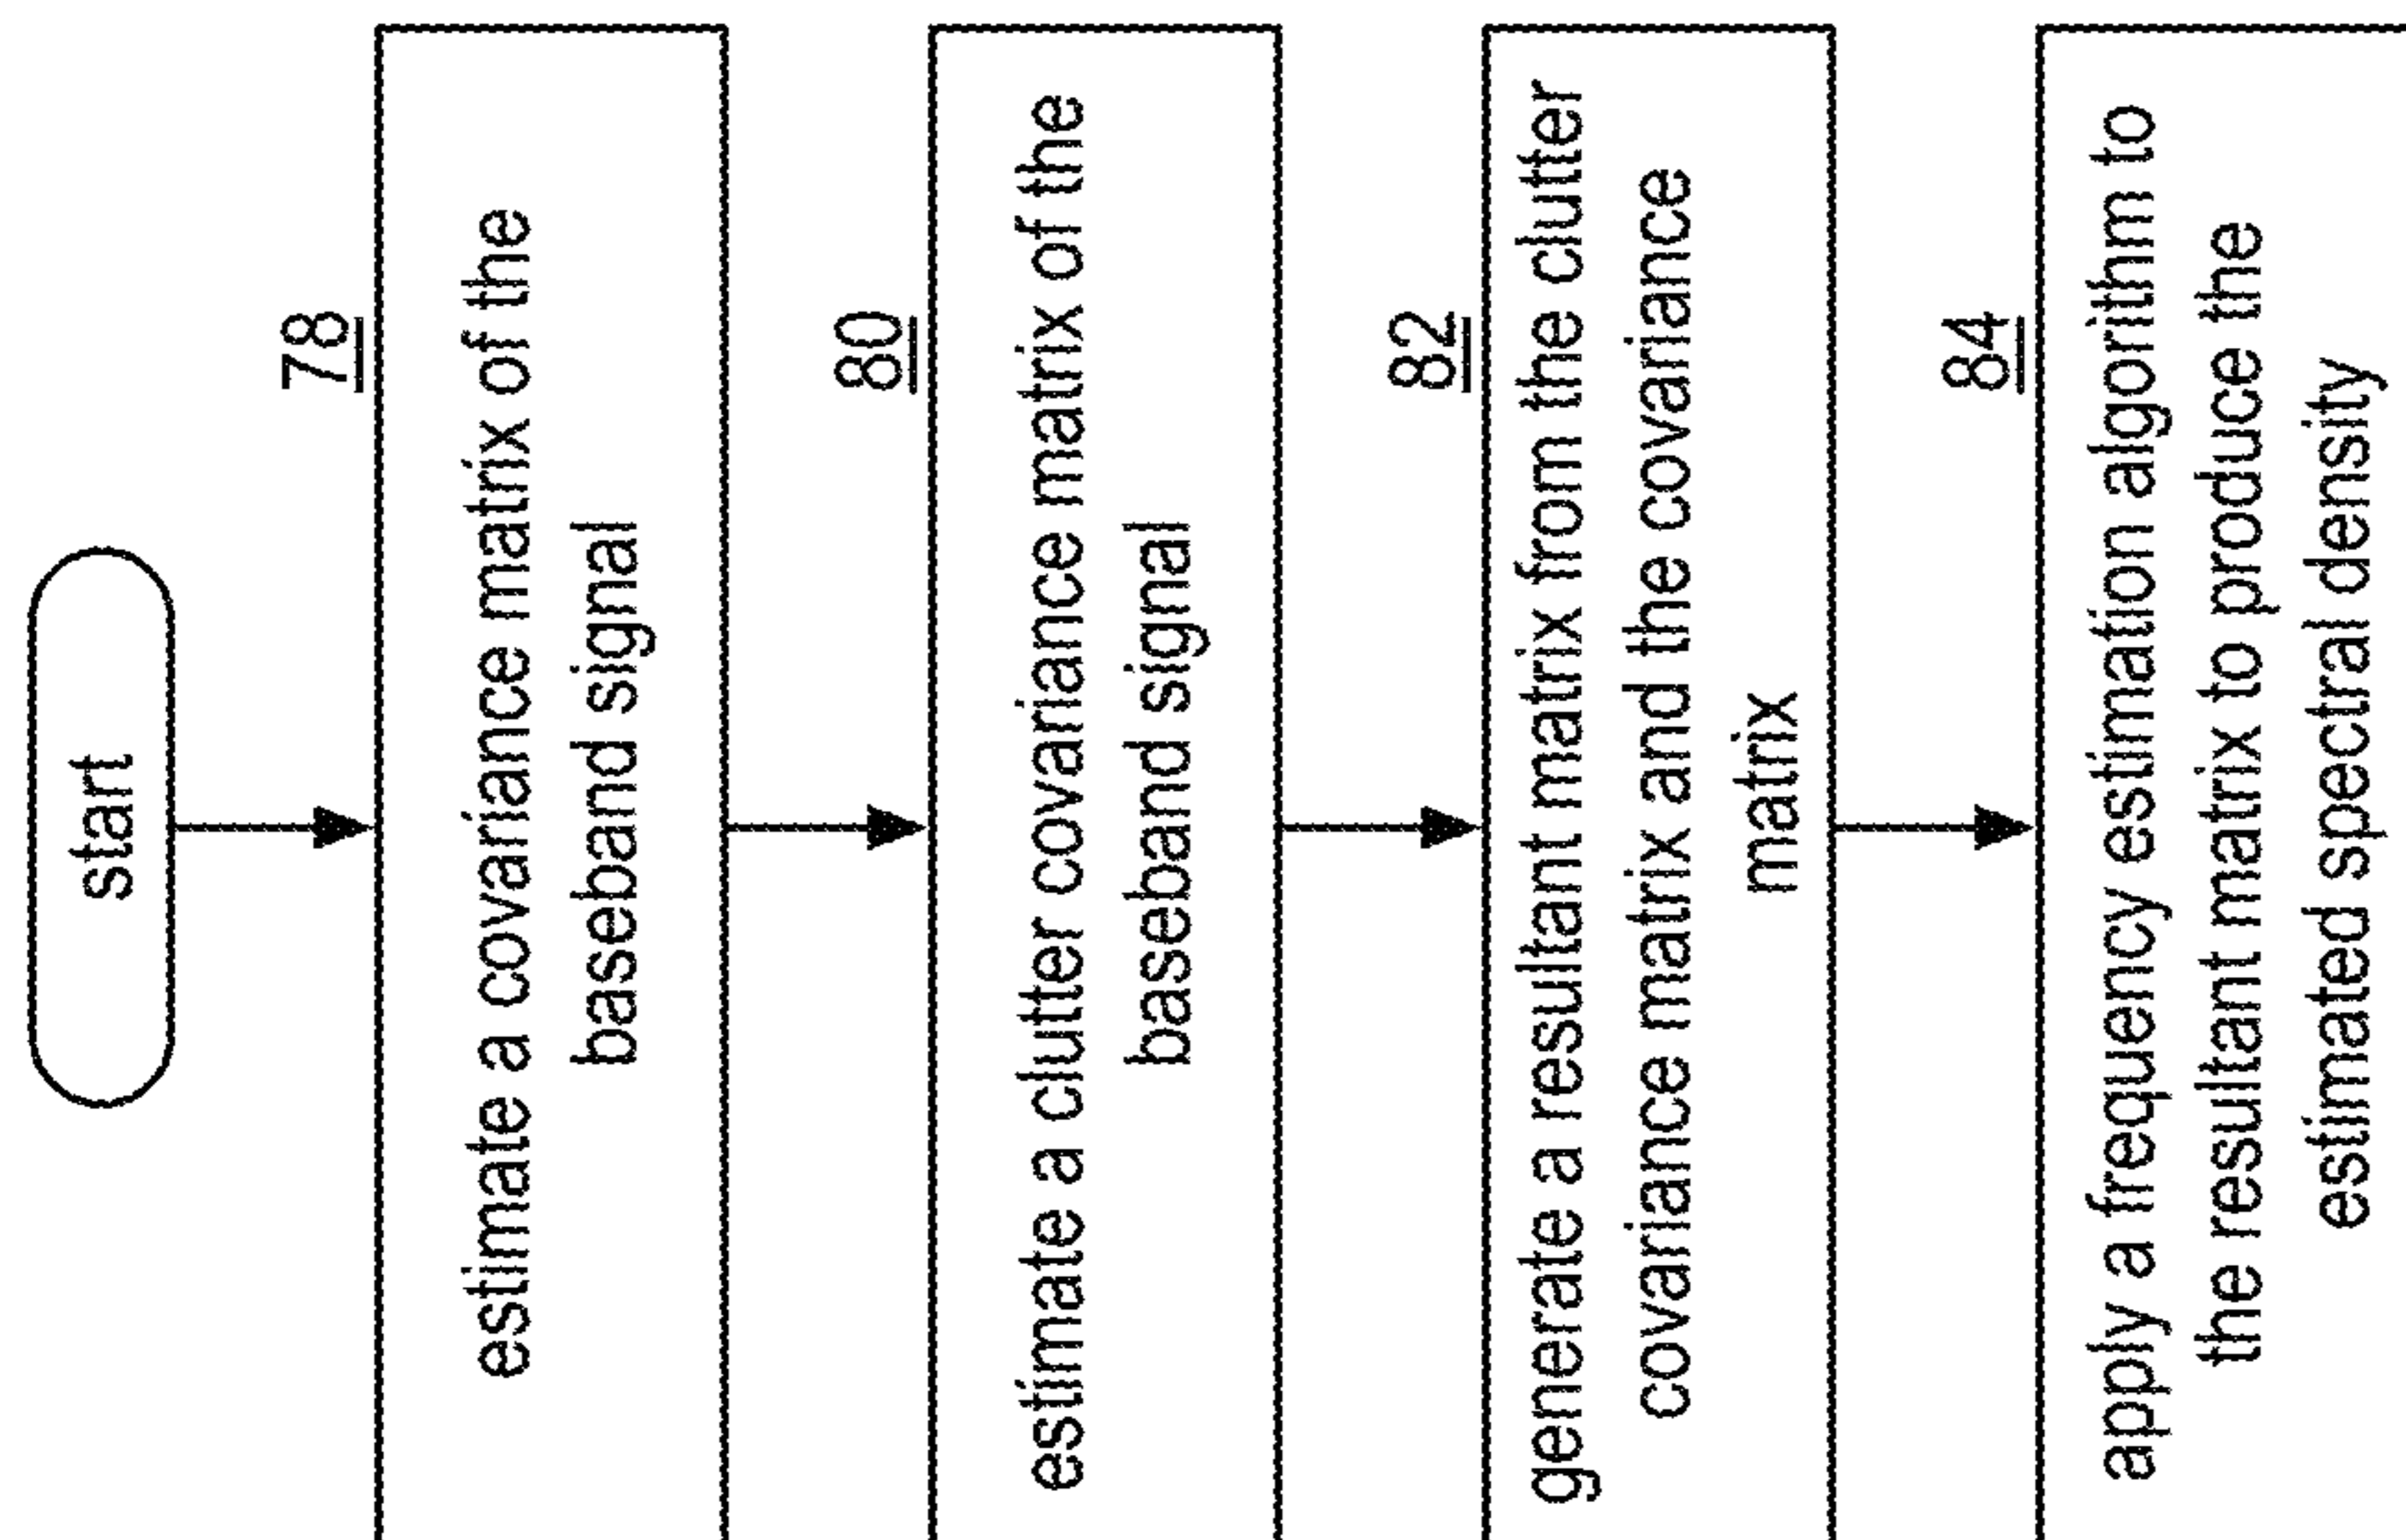 start
78
estimate a covariance matrix of the
baseband signal
80
estimate a clutter covariance matrix of the
baseband signal
82
generate a resultant matrix from the clutter
covariance matrix and the covariance
matrix
84
apply a frequency estimation algorithm to
the resultant matrix to produce the
estimated spectral density